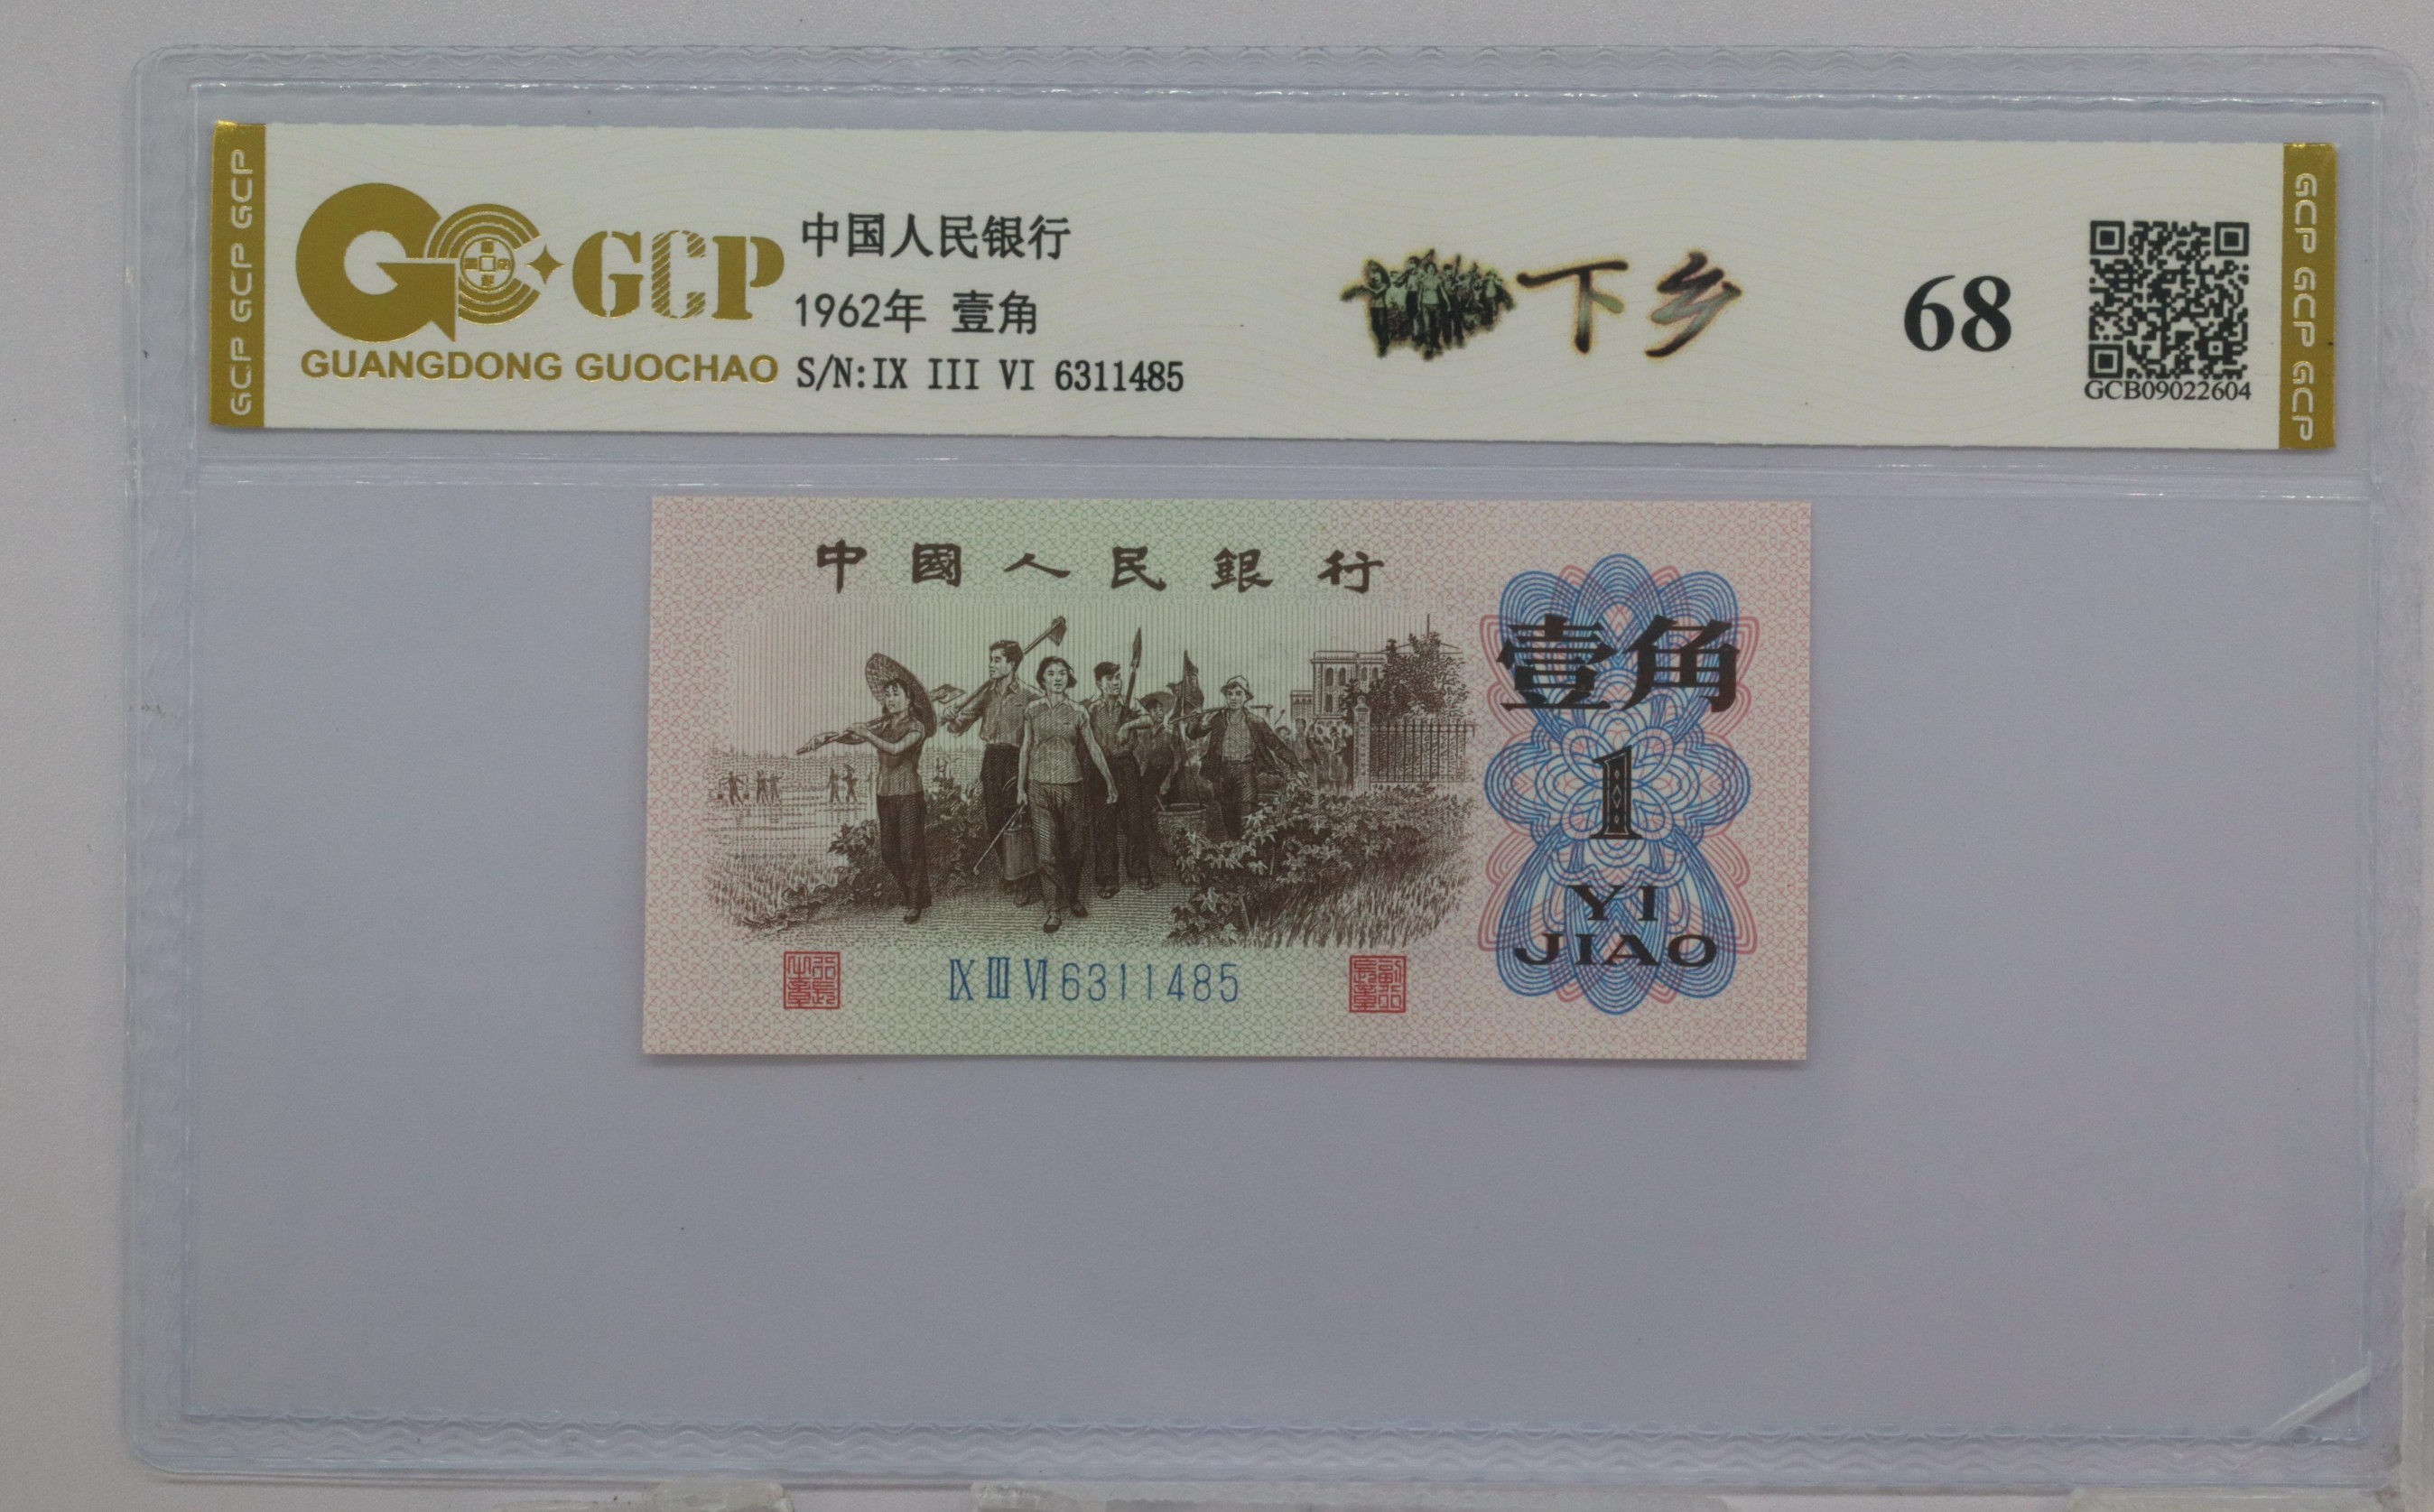 GCP GCP GCP
GCP
GUANGDONG GUOCHAO
中国人民银行
1962年 壹角
S/N:IX III VI 6311485
下乡
68
GCB09022604
GCP GCP GCP
中國人民銀行
壹角
1
YI
JIAO
IX III VI 6311485